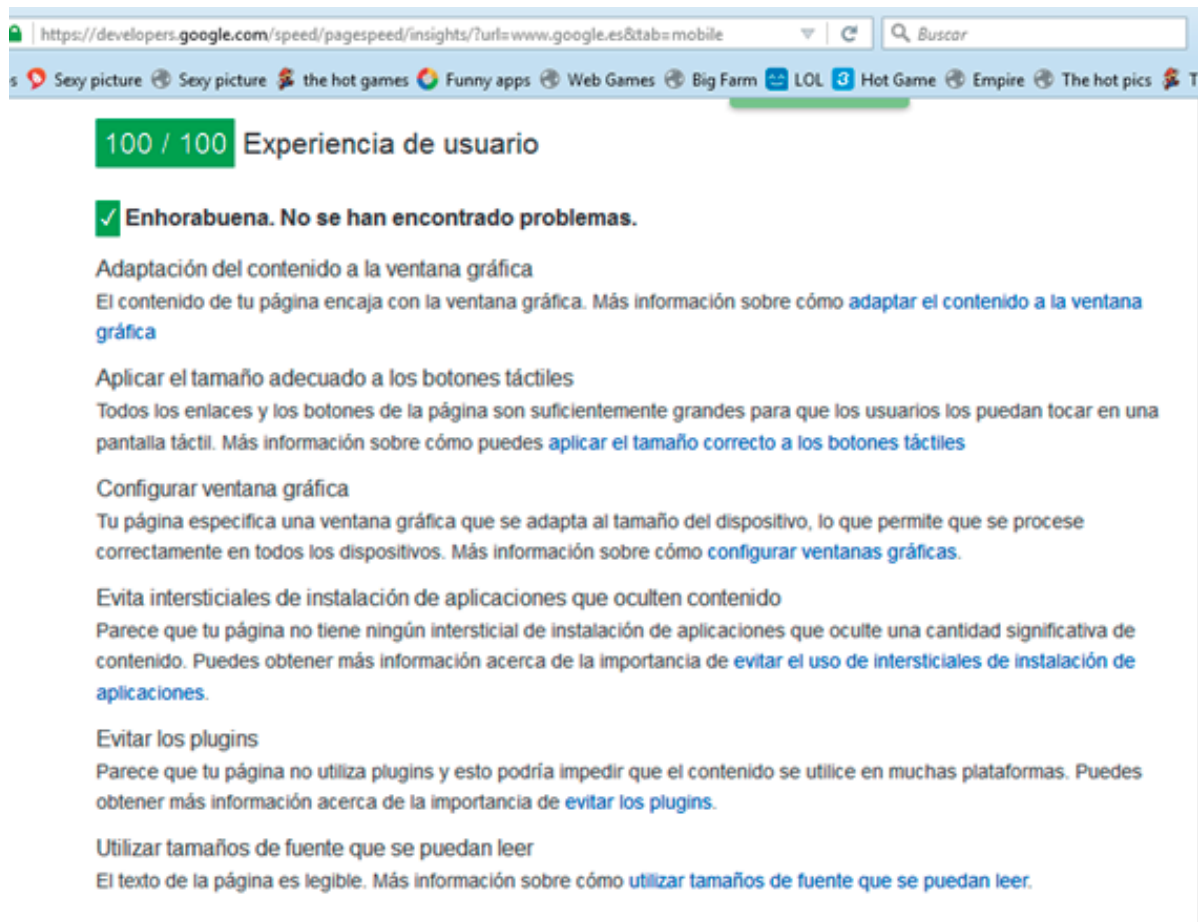 https://developers.google.com/speed/pagespeed/insights/?url=www.google.es&tab=mobile Buscar
s Sexy picture Sexy picture the hot games Funny apps Web Games Big Farm LOL Hot Game Empire The hot pics T
100 / 100 Experiencia de usuario
✓ Enhorabuena. No se han encontrado problemas.
Adaptación del contenido a la ventana gráfica
El contenido de tu página encaja con la ventana gráfica. Más información sobre cómo adaptar el contenido a la ventana
gráfica
Aplicar el tamaño adecuado a los botones táctiles
Todos los enlaces y los botones de la página son suficientemente grandes para que los usuarios los puedan tocar en una
pantalla táctil. Más información sobre cómo puedes aplicar el tamaño correcto a los botones táctiles
Configurar ventana gráfica
Tu página especifica una ventana gráfica que se adapta al tamaño del dispositivo, lo que permite que se procese
correctamente en todos los dispositivos. Más información sobre cómo configurar ventanas gráficas.
Evita intersticiales de instalación de aplicaciones que oculten contenido
Parece que tu página no tiene ningún intersticial de instalación de aplicaciones que oculte una cantidad significativa de
contenido. Puedes obtener más información acerca de la importancia de evitar el uso de intersticiales de instalación de
aplicaciones.
Evitar los plugins
Parece que tu página no utiliza plugins y esto podría impedir que el contenido se utilice en muchas plataformas. Puedes
obtener más información acerca de la importancia de evitar los plugins.
Utilizar tamaños de fuente que se puedan leer
El texto de la página es legible. Más información sobre cómo utilizar tamaños de fuente que se puedan leer.